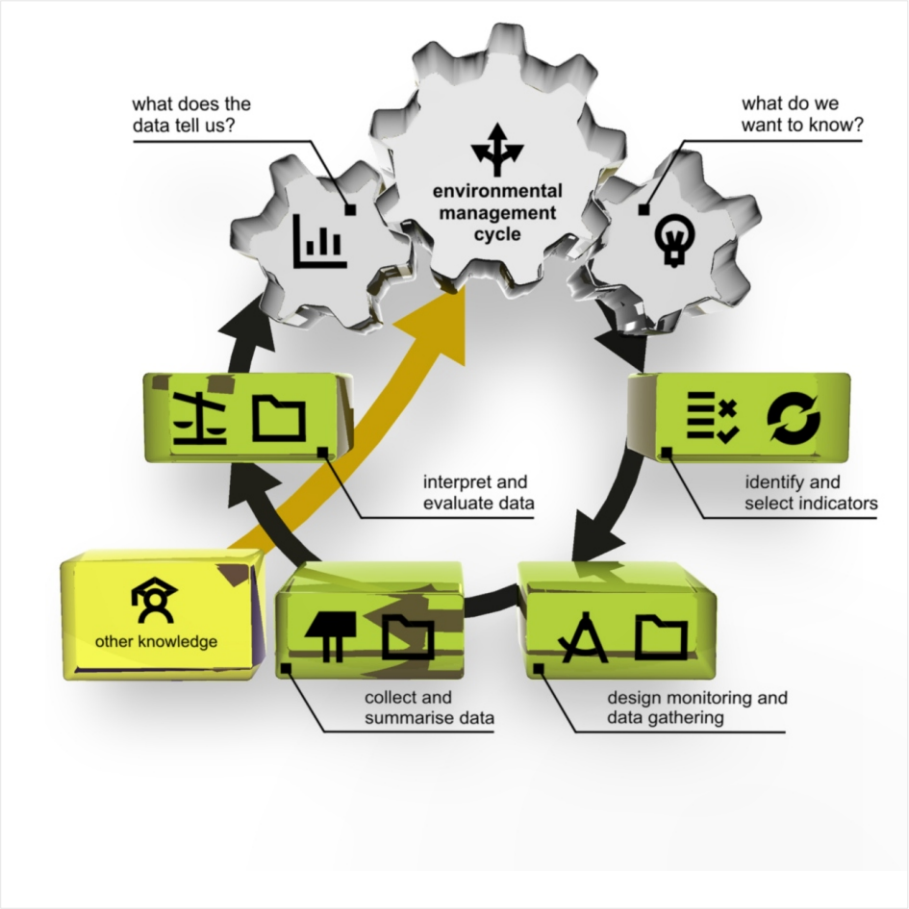 what does the
data tell us?
what do we
want to know?
environmental
management
cycle
interpret and
evaluate data
identify and
select indicators
other knowledge
collect and
summarise data
design monitoring and
data gathering